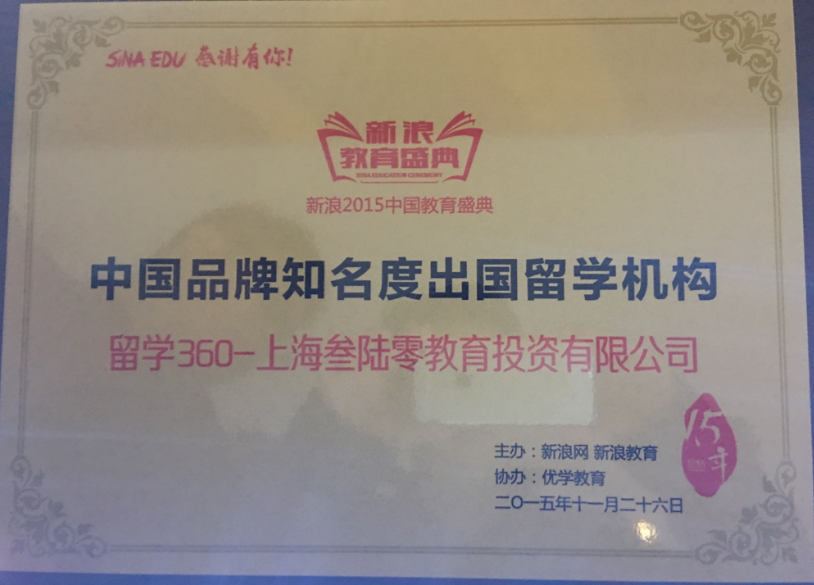 SINA EDU 感谢有你!
新浪
教育盛典
SINA EDUCATION CEREMONY
新浪2015中国教育盛典
中国品牌知名度出国留学机构
留学360-上海叁陆零教育投资有限公司
15年
主办:新浪网 新浪教育
协办:优学教育
二〇一五年十一月二十六日